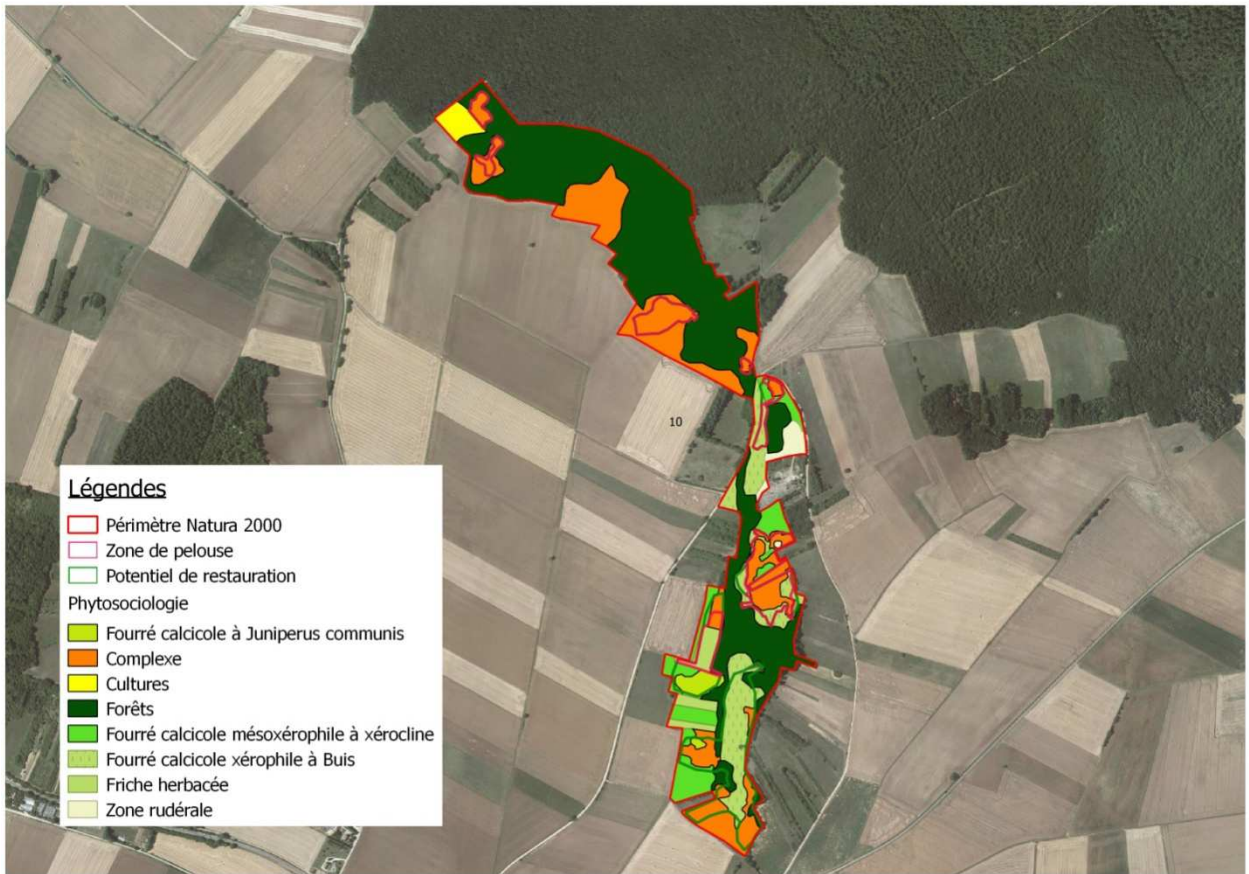 10
Légendes
Périmètre Natura 2000
Zone de pelouse
Potentiel de restauration
Phytosociologie
Fourré calcicole à Juniperus communis
Complexe
Cultures
Forêts
Fourré calcicole mésoxérophile à xérocline
Fourré calcicole xérophile à Buis
Friche herbacée
Zone rudérale